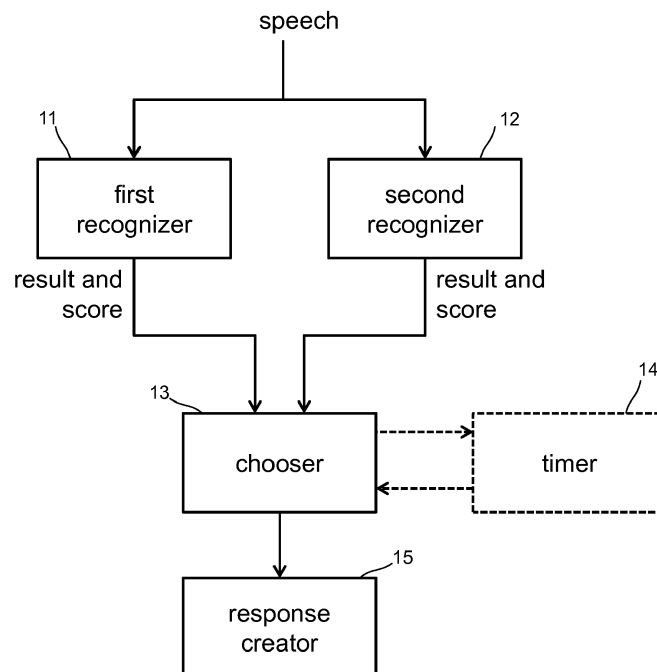 speech
11
12
first
recognizer
second
recognizer
result and
score
result and
score
13
14
chooser
timer
15
response
creator